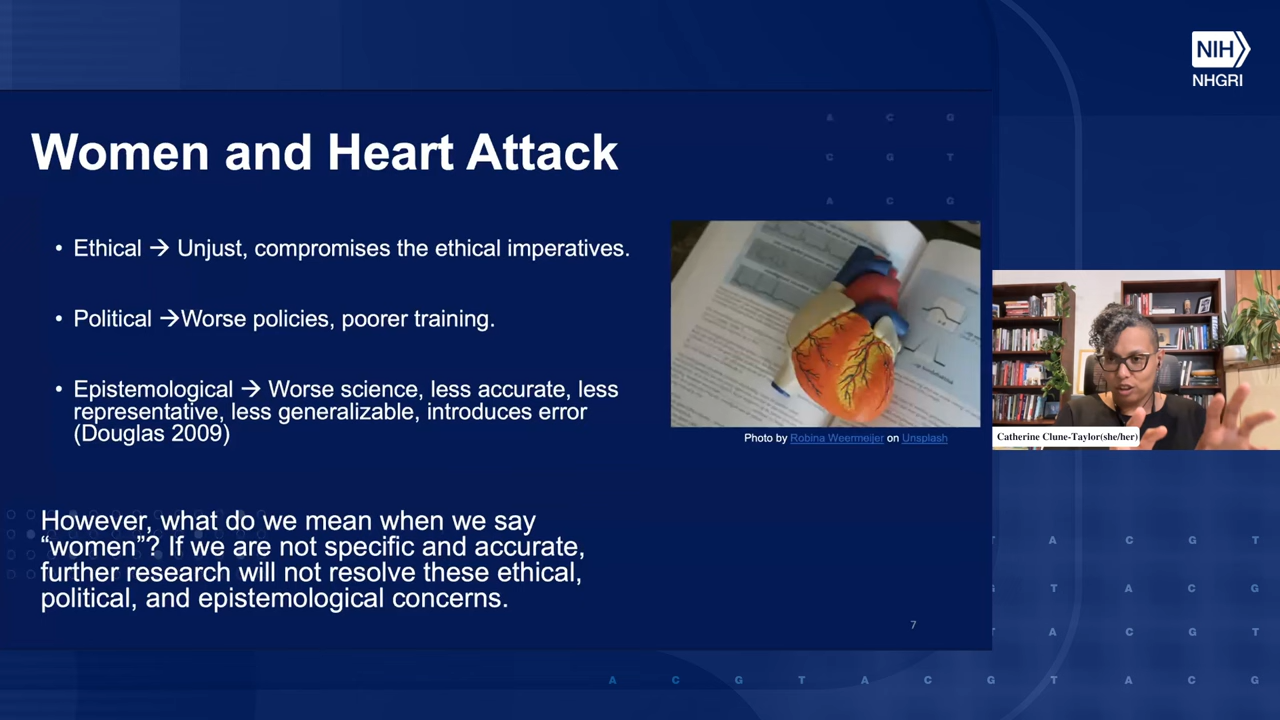 NIH
NHGRI
A C G
C G T
A C G
Women and Heart Attack
• Ethical → Unjust, compromises the ethical imperatives.
• Political →Worse policies, poorer training.
• Epistemological → Worse science, less accurate, less
representative, less generalizable, introduces error
(Douglas 2009)
Photo by Robina Weermeijer on Unsplash
Catherine Clune-Taylor(she/her)
However, what do we mean when we say
“women”? If we are not specific and accurate,
further research will not resolve these ethical,
political, and epistemological concerns.
7
T A C G T
G T A C G
T A C G T
A C G T A C G T A C G